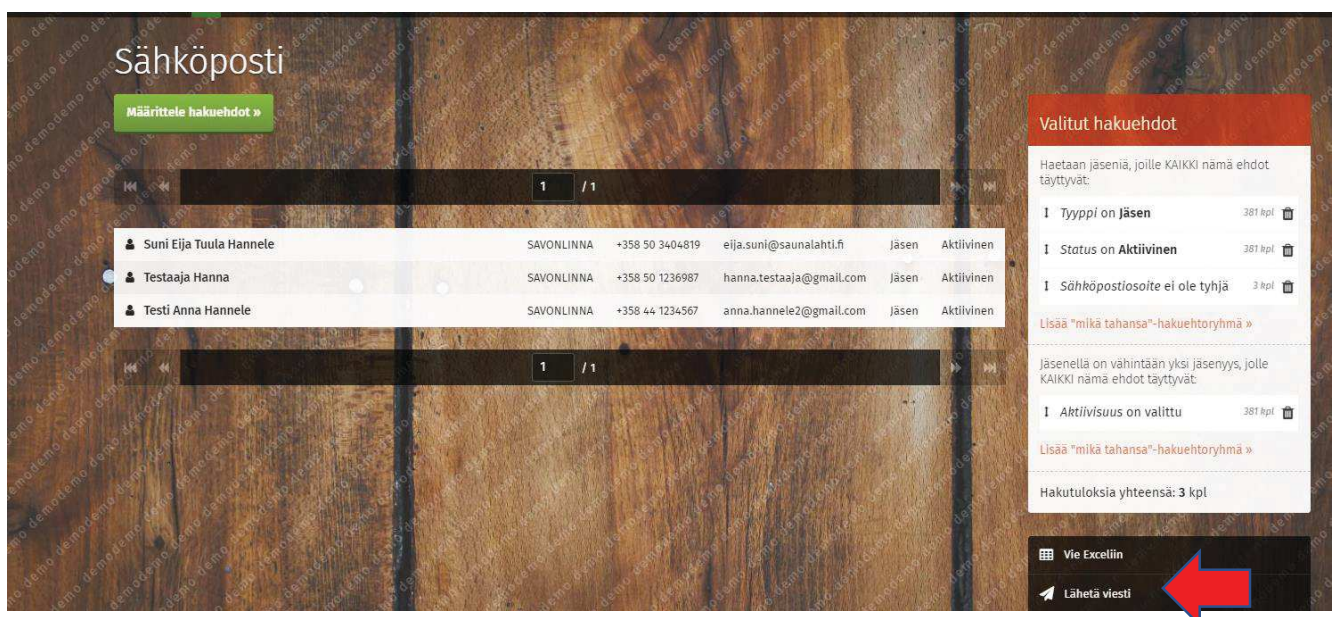 Sähköposti
Määrittele hakuehdot »
1 / 1
Suni Eija Tuula Hannele SAVONLINNA +358 50 3404819 eija.suni@saunalahti.fi Jäsen Aktiivinen
Testaaja Hanna SAVONLINNA +358 50 1236987 hanna.testaaja@gmail.com Jäsen Aktiivinen
Testi Anna Hannele SAVONLINNA +358 44 1234567 anna.hannele2@gmail.com Jäsen Aktiivinen
1 / 1
Valitut hakuehdot
Haetaan jäseniä, joille KAIKKI nämä ehdot
täyttyvät:
Tyyppi on Jäsen 381 kpl
Status on Aktiivinen 381 kpl
Sähköpostiosoite ei ole tyhjä 3 kpl
Lisää "mikä tahansa"-hakuehtoryhmä »
Jäsenellä on vähintään yksi jäsenyys, jolle
KAIKKI nämä ehdot täyttyvät:
Aktiivisuus on valittu 381 kpl
Lisää "mikä tahansa"-hakuehtoryhmä »
Hakutuloksia yhteensä: 3 kpl
Vie Exceliin
Lähetä viesti